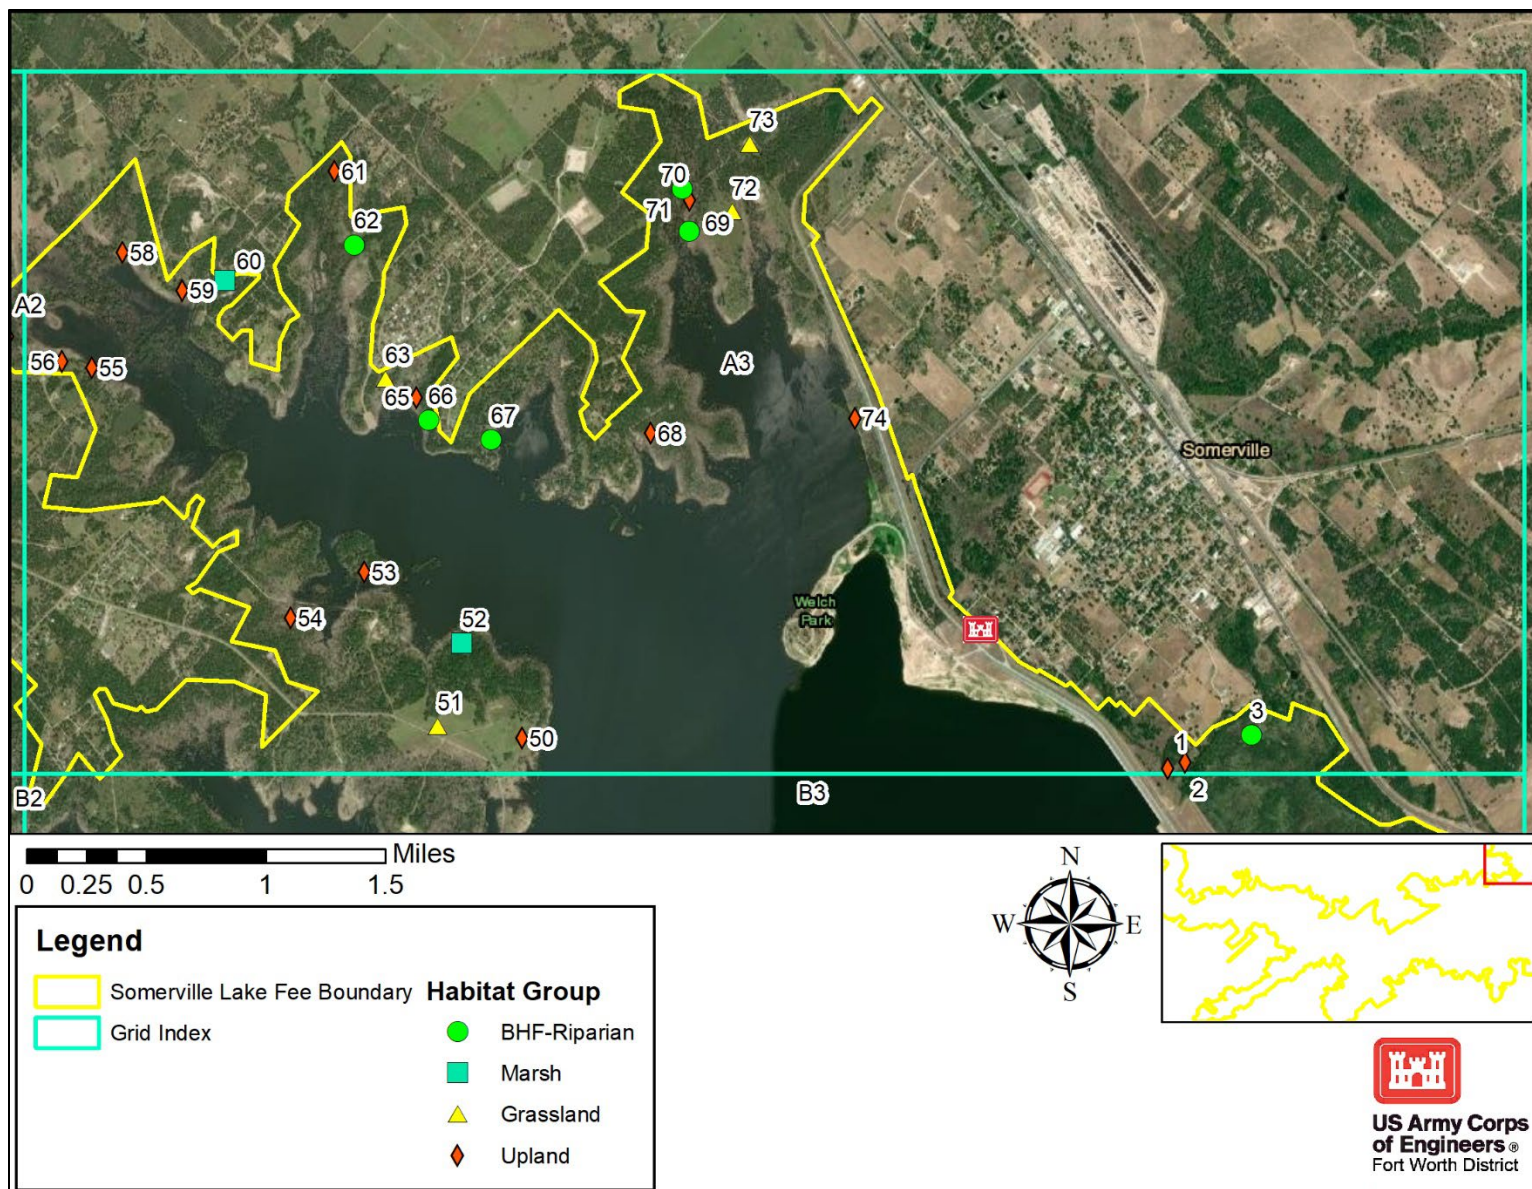 73
70
72
71
69
61
62
58
60
59
A2
56
55
63
65
66
67
68
A3
74
Somerville
53
54
52
Welch
Park
51
50
3
1
2
B2
B3
Miles
0 0.25 0.5 1 1.5
N
W E
S
Legend
Somerville Lake Fee Boundary
Grid Index
Habitat Group
BHF-Riparian
Marsh
Grassland
Upland
US Army Corps
of Engineers ®
Fort Worth District